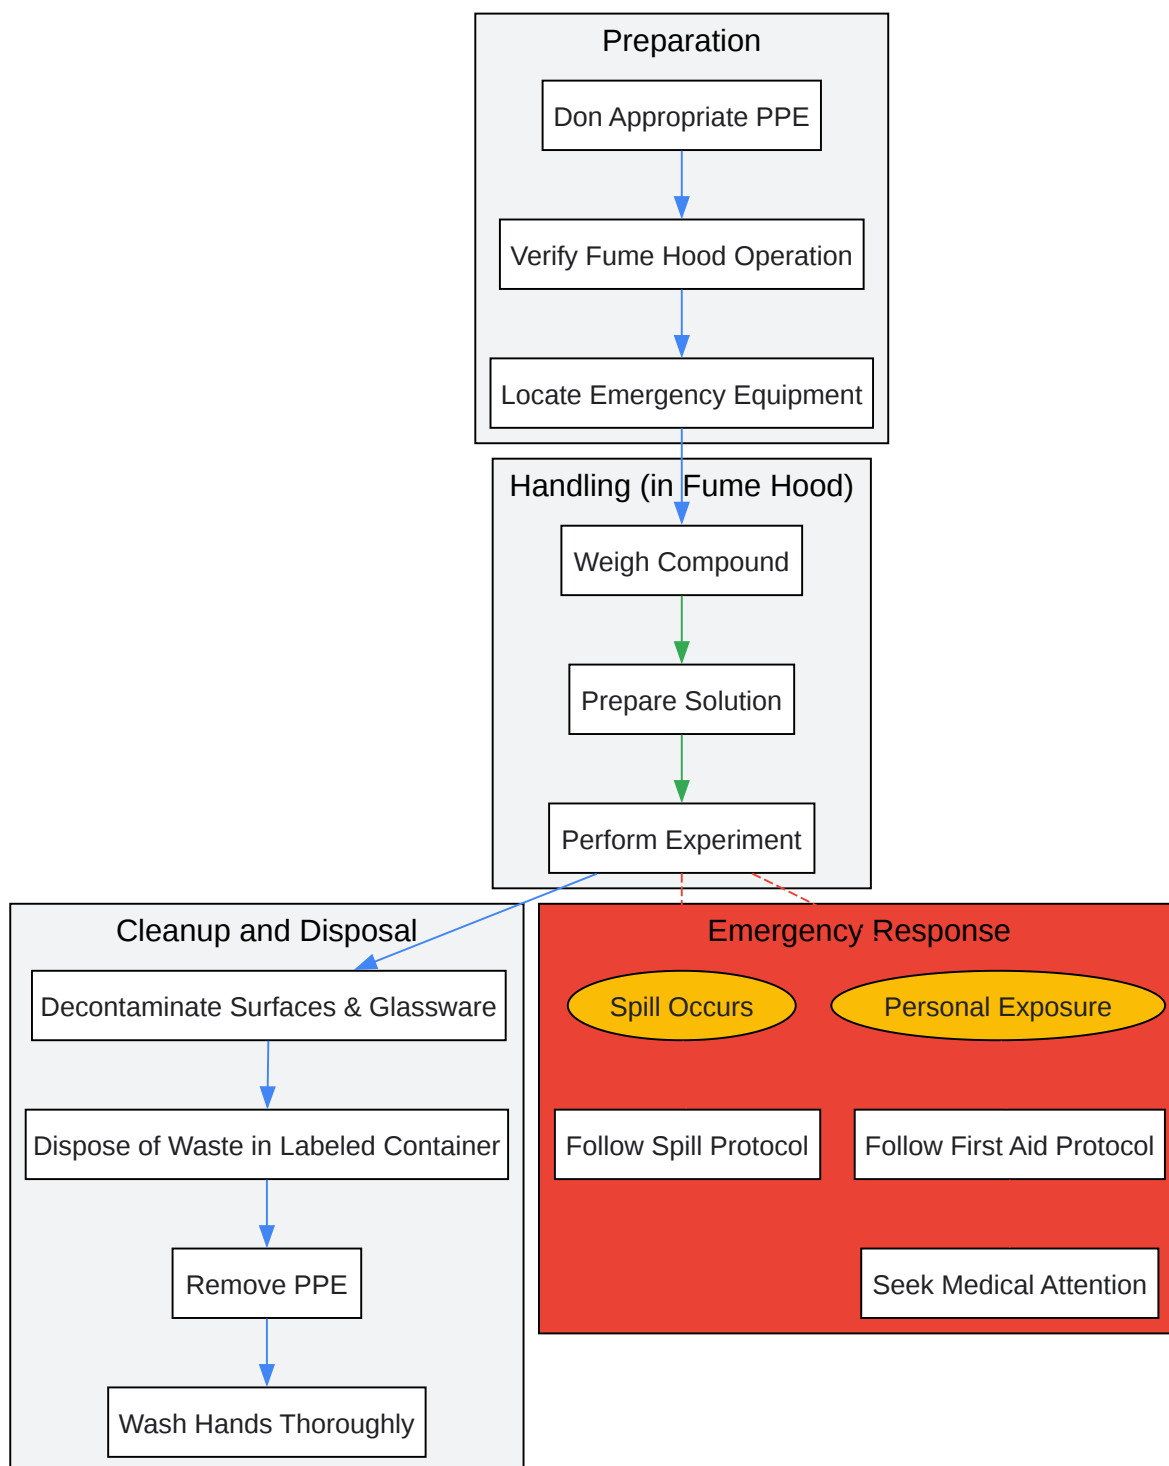 Preparation
Don Appropriate PPE
Verify Fume Hood Operation
Locate Emergency Equipment
Handling (in Fume Hood)
Weigh Compound
Prepare Solution
Perform Experiment
Cleanup and Disposal
Decontaminate Surfaces & Glassware
Dispose of Waste in Labeled Container
Remove PPE
Wash Hands Thoroughly
Emergency Response
Spill Occurs
Personal Exposure
Follow Spill Protocol
Follow First Aid Protocol
Seek Medical Attention